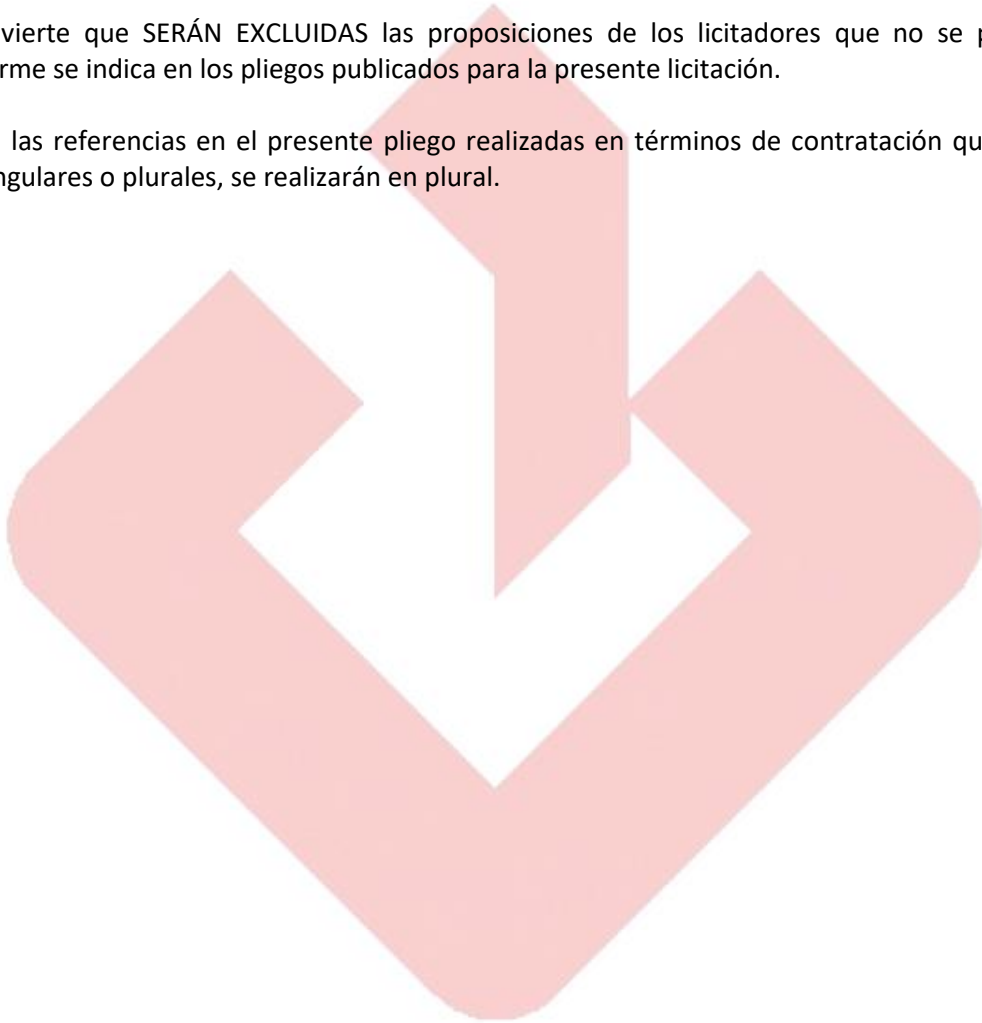 vierte que SERÁN EXCLUIDAS las proposiciones de los licitadores que no se p
rme se indica en los pliegos publicados para la presente licitación.
las referencias en el presente pliego realizadas en términos de contratación qu
ngulares o plurales, se realizarán en plural.